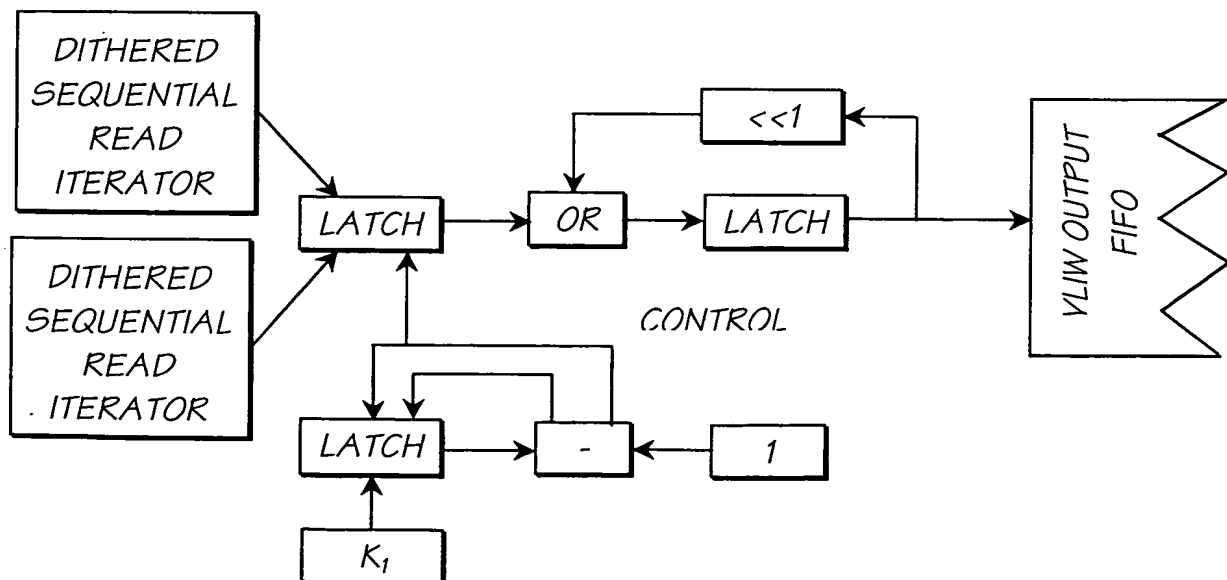 DITHERED
SEQUENTIAL
READ
ITERATOR
DITHERED
SEQUENTIAL
READ
ITERATOR
<<1
LATCH
OR
LATCH
VLIW OUTPUT
FIFO
CONTROL
LATCH
-
1
K₁